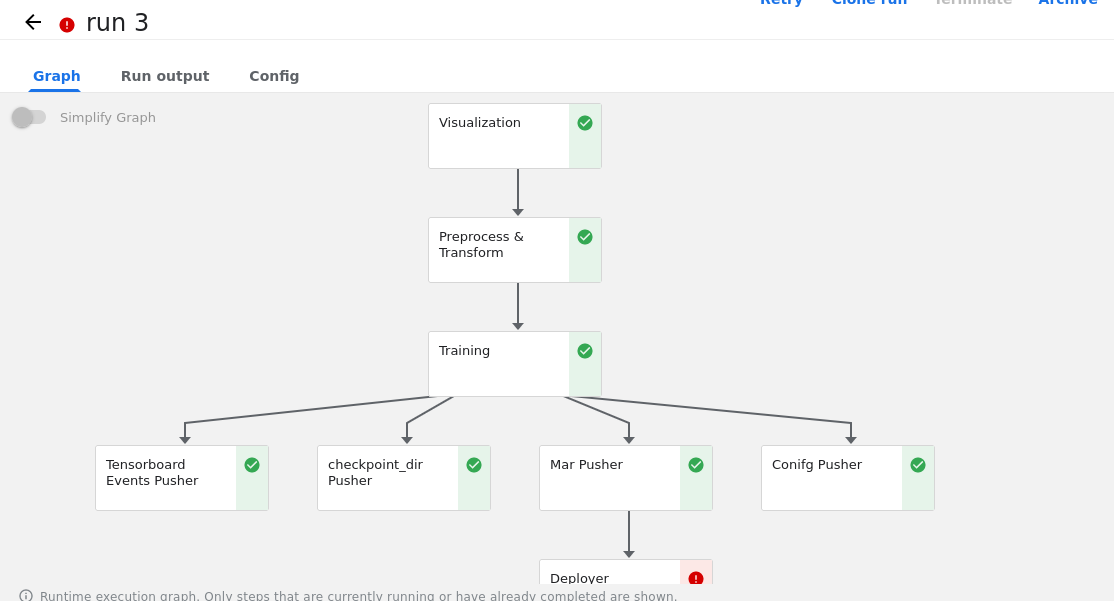 Retry Clone run Terminate Archive
run 3
Graph Run output Config
Simplify Graph
Visualization
Preprocess &
Transform
Training
Tensorboard
Events Pusher
checkpoint_dir
Pusher
Mar Pusher
Conifg Pusher
Deployer
Runtime execution graph. Only steps that are currently running or have already completed are shown.